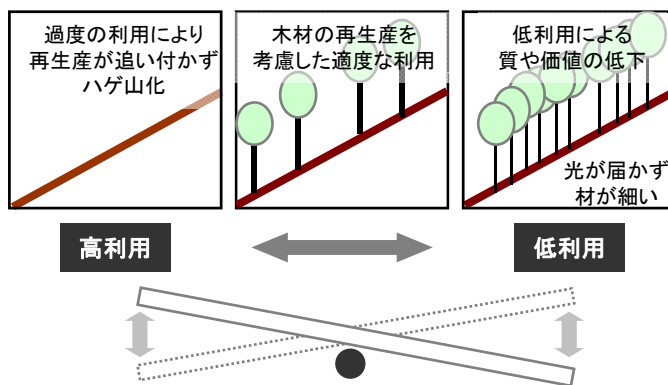 過度の利用により
再生産が追い付かず
ハゲ山化
木材の再生産を
考慮した適度な利用
低利用による
質や価値の低下
光が届かず
材が細い
高利用
低利用